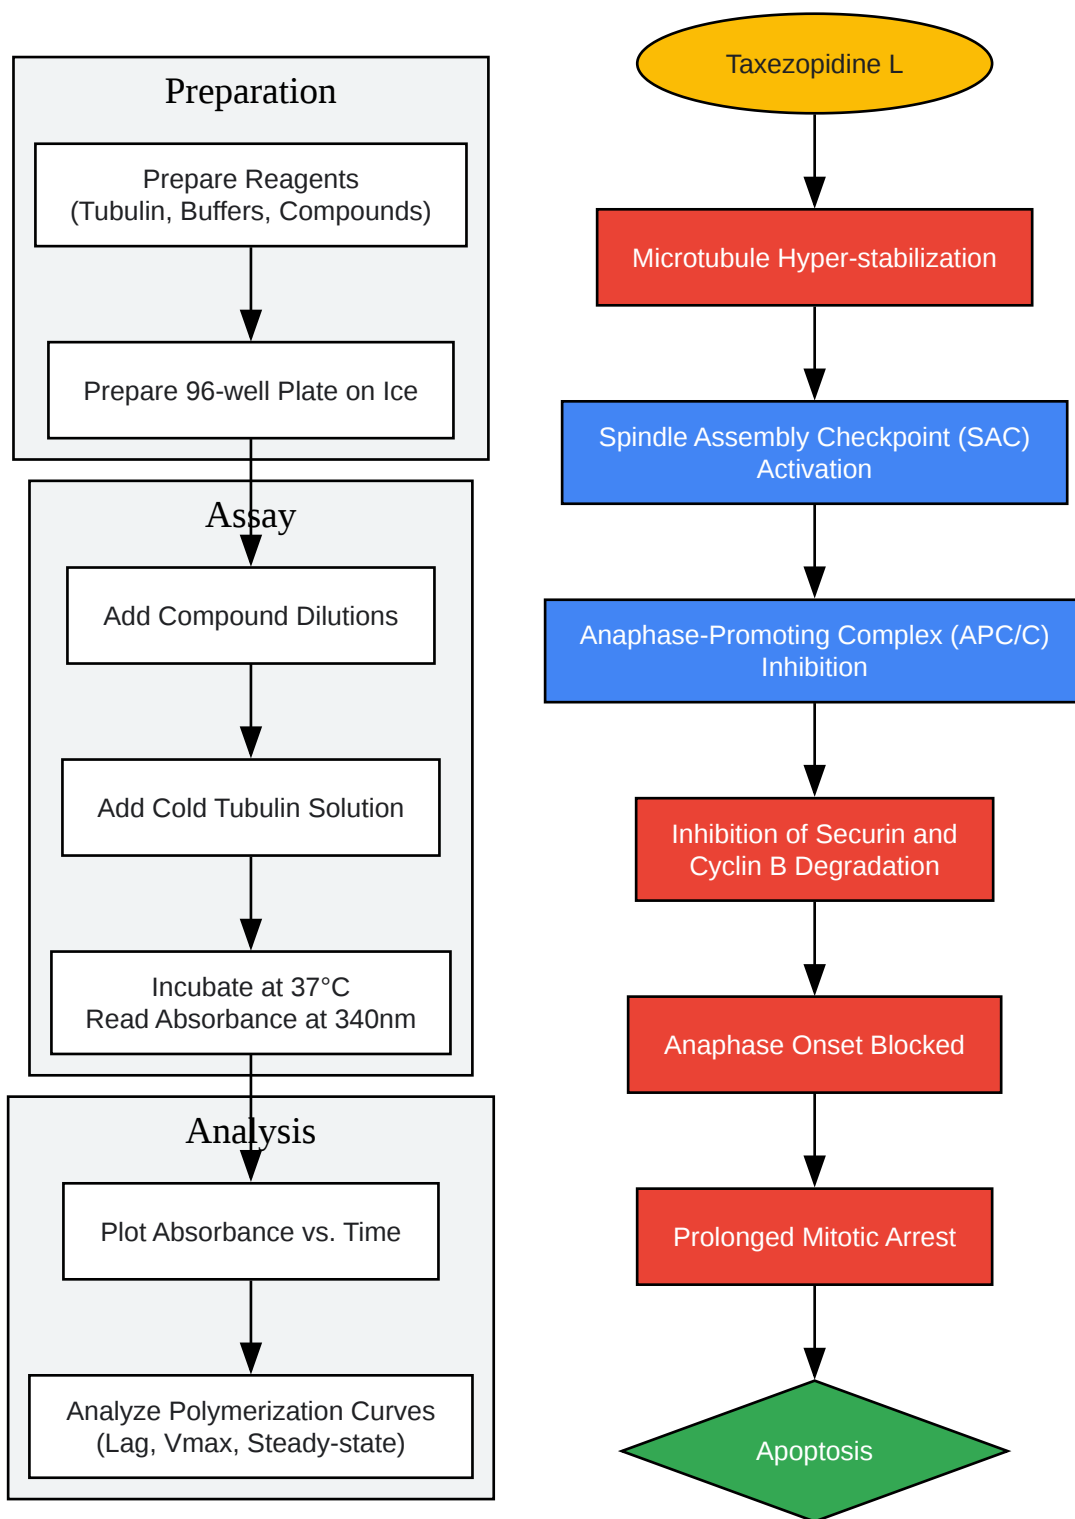 Preparation
Prepare Reagents
(Tubulin, Buffers, Compounds)
Prepare 96-well Plate on Ice
Assay
Add Compound Dilutions
Add Cold Tubulin Solution
Incubate at 37°C
Read Absorbance at 340nm
Analysis
Plot Absorbance vs. Time
Analyze Polymerization Curves
(Lag, Vmax, Steady-state)
Taxezopidine L
Microtubule Hyper-stabilization
Spindle Assembly Checkpoint (SAC)
Activation
Anaphase-Promoting Complex (APC/C)
Inhibition
Inhibition of Securin and
Cyclin B Degradation
Anaphase Onset Blocked
Prolonged Mitotic Arrest
Apoptosis